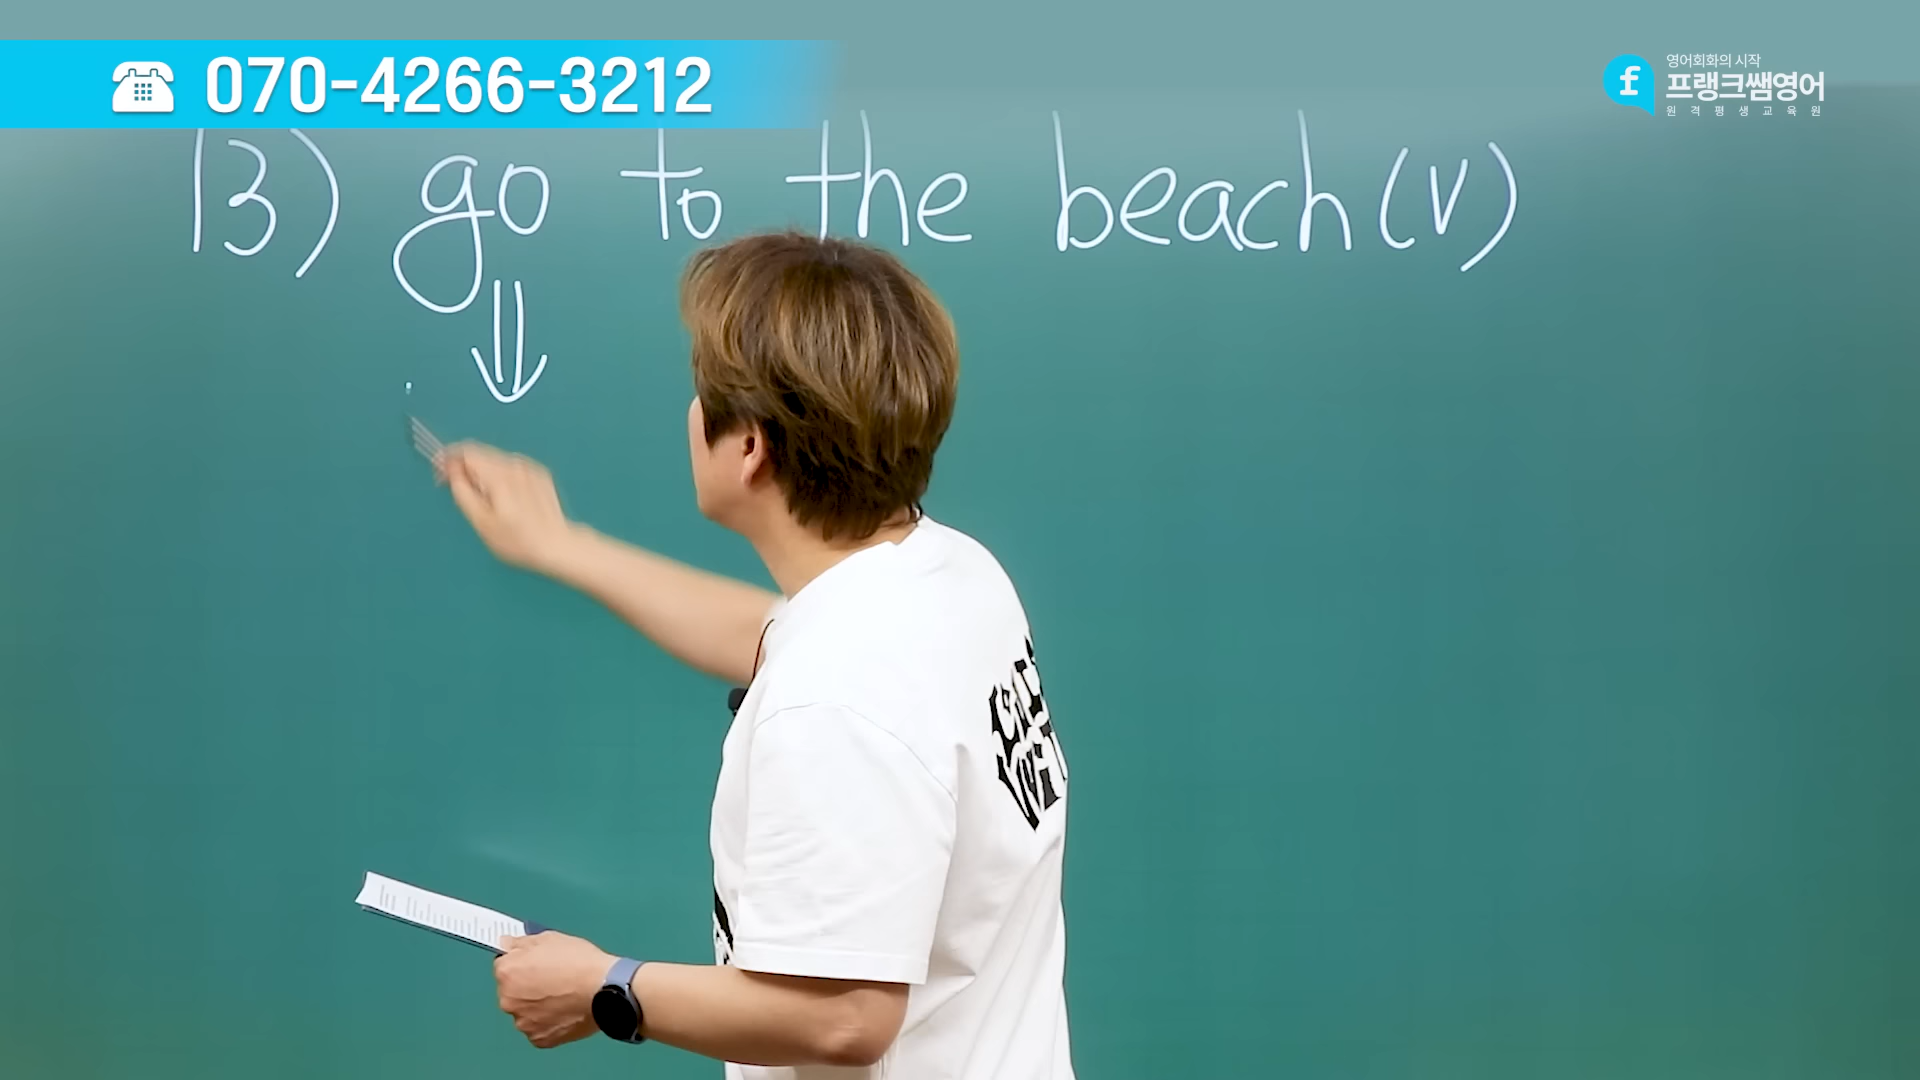 070-4266-3212
영어회화의 시작
프랭크쌤영어
원격평생교육원
13) go to the beach(v)